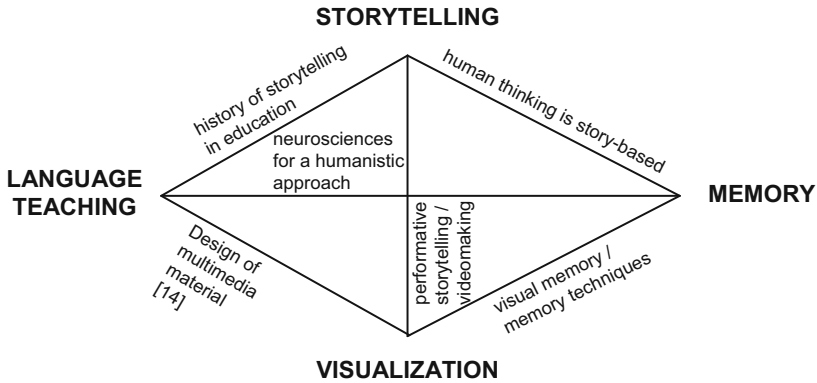 STORYTELLING
history of storytelling
in education
human thinking is story-based
neurosciences
for a humanistic
approach
LANGUAGE
TEACHING
MEMORY
Design of
multimedia
material
[14]
performative
storytelling /
videomaking
visual memory /
memory techniques
VISUALIZATION